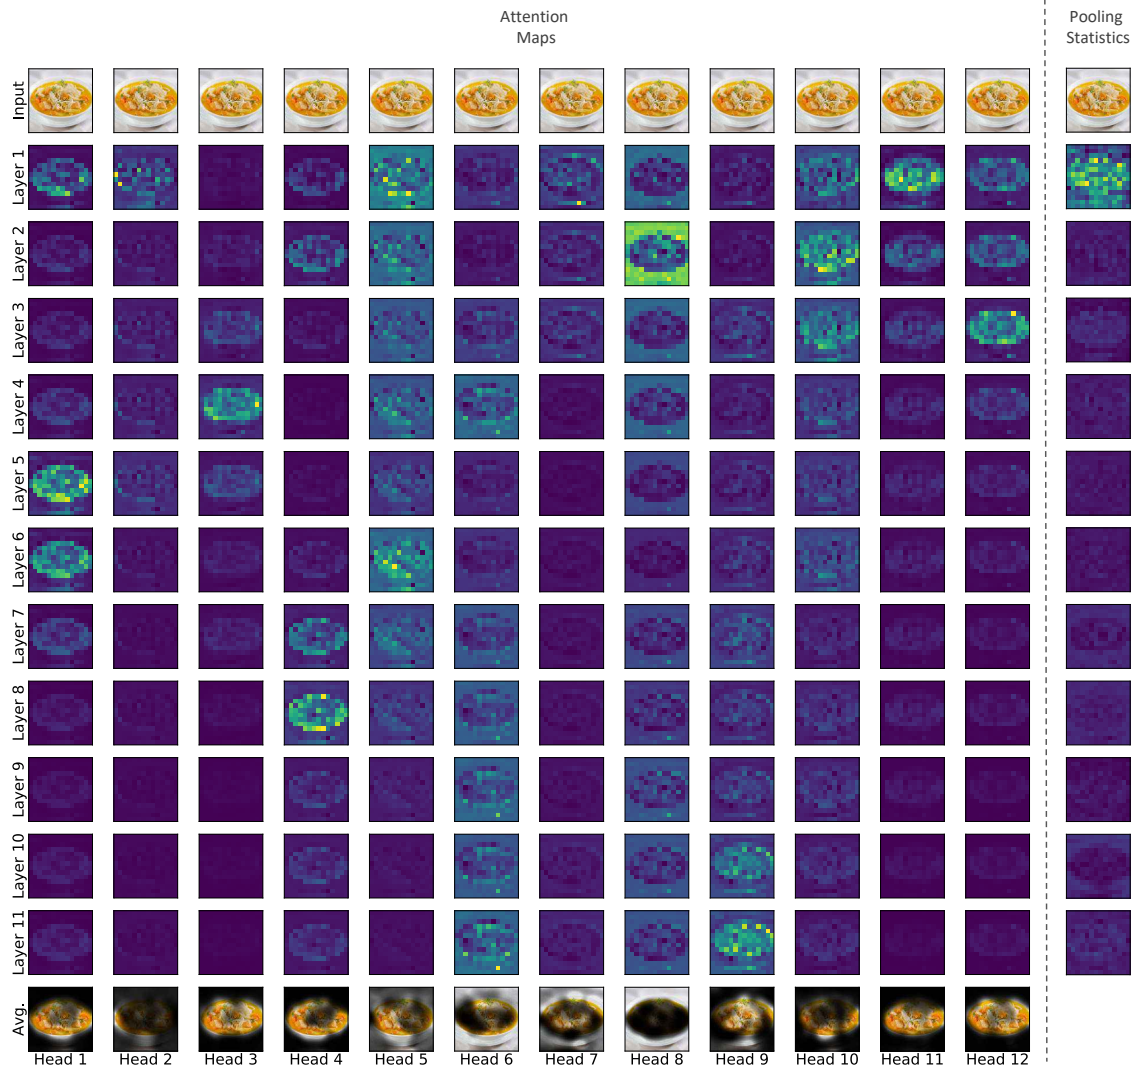 Attention
Maps
Pooling
Statistics
Input
Layer 1
Layer 2
Layer 3
Layer 4
Layer 5
Layer 6
Layer 7
Layer 8
Layer 9
Layer 10
Layer 11
Avg.
Head 1 Head 2 Head 3 Head 4 Head 5 Head 6 Head 7 Head 8 Head 9 Head 10 Head 11 Head 12